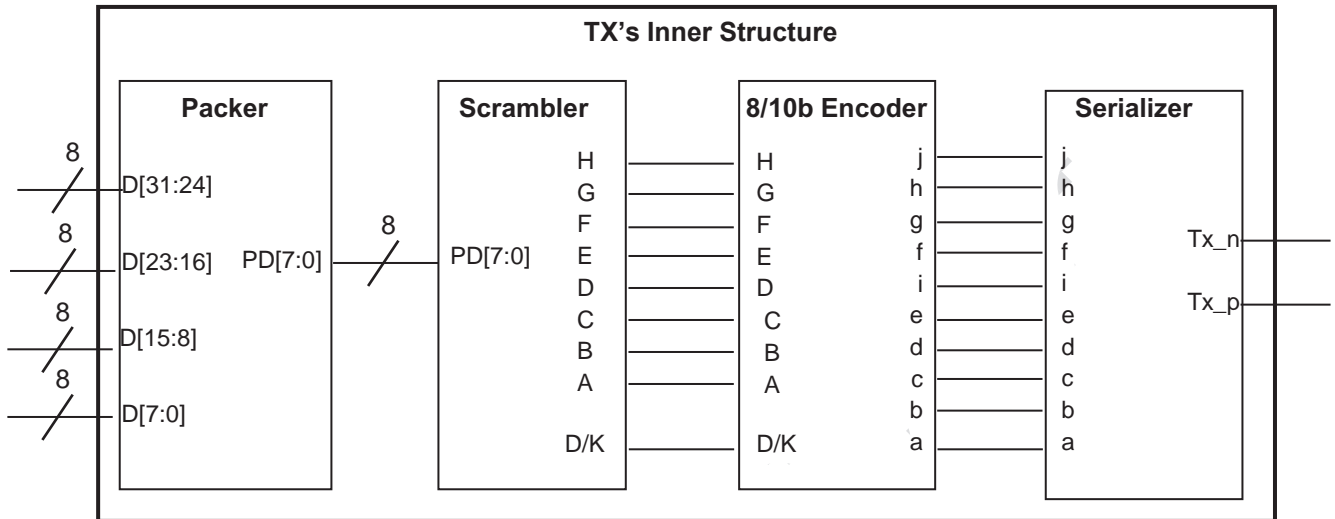 TX's Inner Structure
Packer
8
D[31:24]
8
D[23:16]
8
D[15:8]
8
D[7:0]
PD[7:0]
8
Scrambler
PD[7:0]
H
G
F
E
D
C
B
A
D/K
8/10b Encoder
H
G
F
E
D
C
B
A
D/K
j
h
g
f
i
e
d
c
b
a
Serializer
j
h
g
f
i
e
d
c
b
a
Tx_n
Tx_p